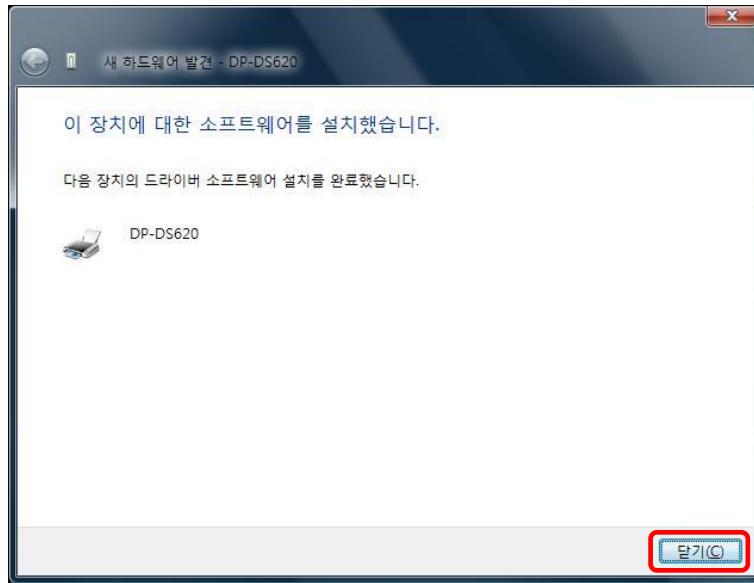 새 하드웨어 발견 - DP-DS620
이 장치에 대한 소프트웨어를 설치했습니다.
다음 장치의 드라이버 소프트웨어 설치를 완료했습니다.
DP-DS620
닫기(C)